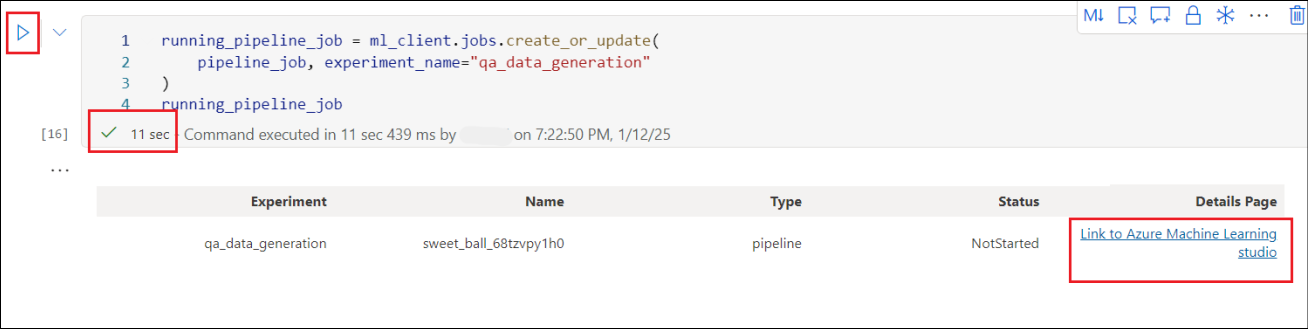 M↓
1 running_pipeline_job = ml_client.jobs.create_or_update(
2 pipeline_job, experiment_name="qa_data_generation"
3 )
4 running_pipeline_job
[16] 11 sec - Command executed in 11 sec 439 ms by on 7:22:50 PM, 1/12/25
...
Experiment Name Type Status Details Page
qa_data_generation sweet_ball_68tzvpy1h0 pipeline NotStarted Link to Azure Machine Learning
studio